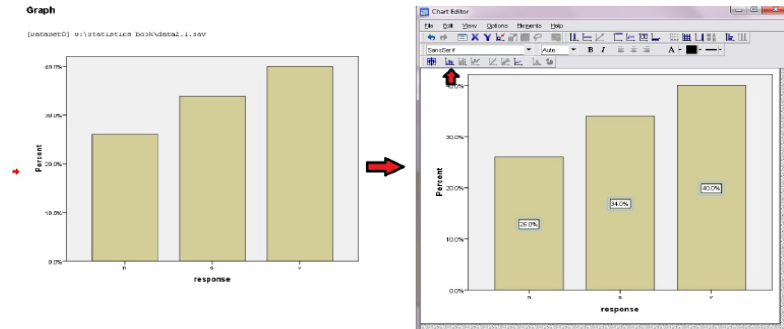 Graph
[DataSet0]
40.0%
30.0%
20.0%
10.0%
0.0%
Percent
n
s
v
response
Chart Editor
File Edit View Options Elements Help
SansSerif Auto B I A
40.0%
30.0%
20.0%
10.0%
0.0%
Percent
26.0%
34.0%
40.0%
n
s
v
response